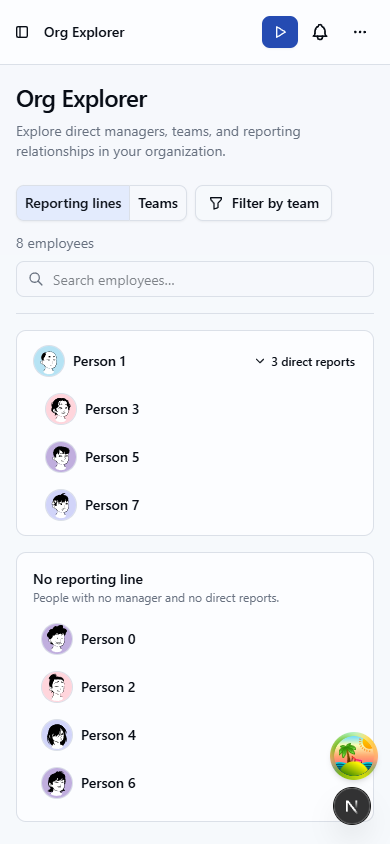 Org Explorer
Org Explorer
Explore direct managers, teams, and reporting
relationships in your organization.
Reporting lines
Teams
Filter by team
8 employees
Search employees...
Person 1
3 direct reports
Person 3
Person 5
Person 7
No reporting line
People with no manager and no direct reports.
Person 0
Person 2
Person 4
Person 6
N